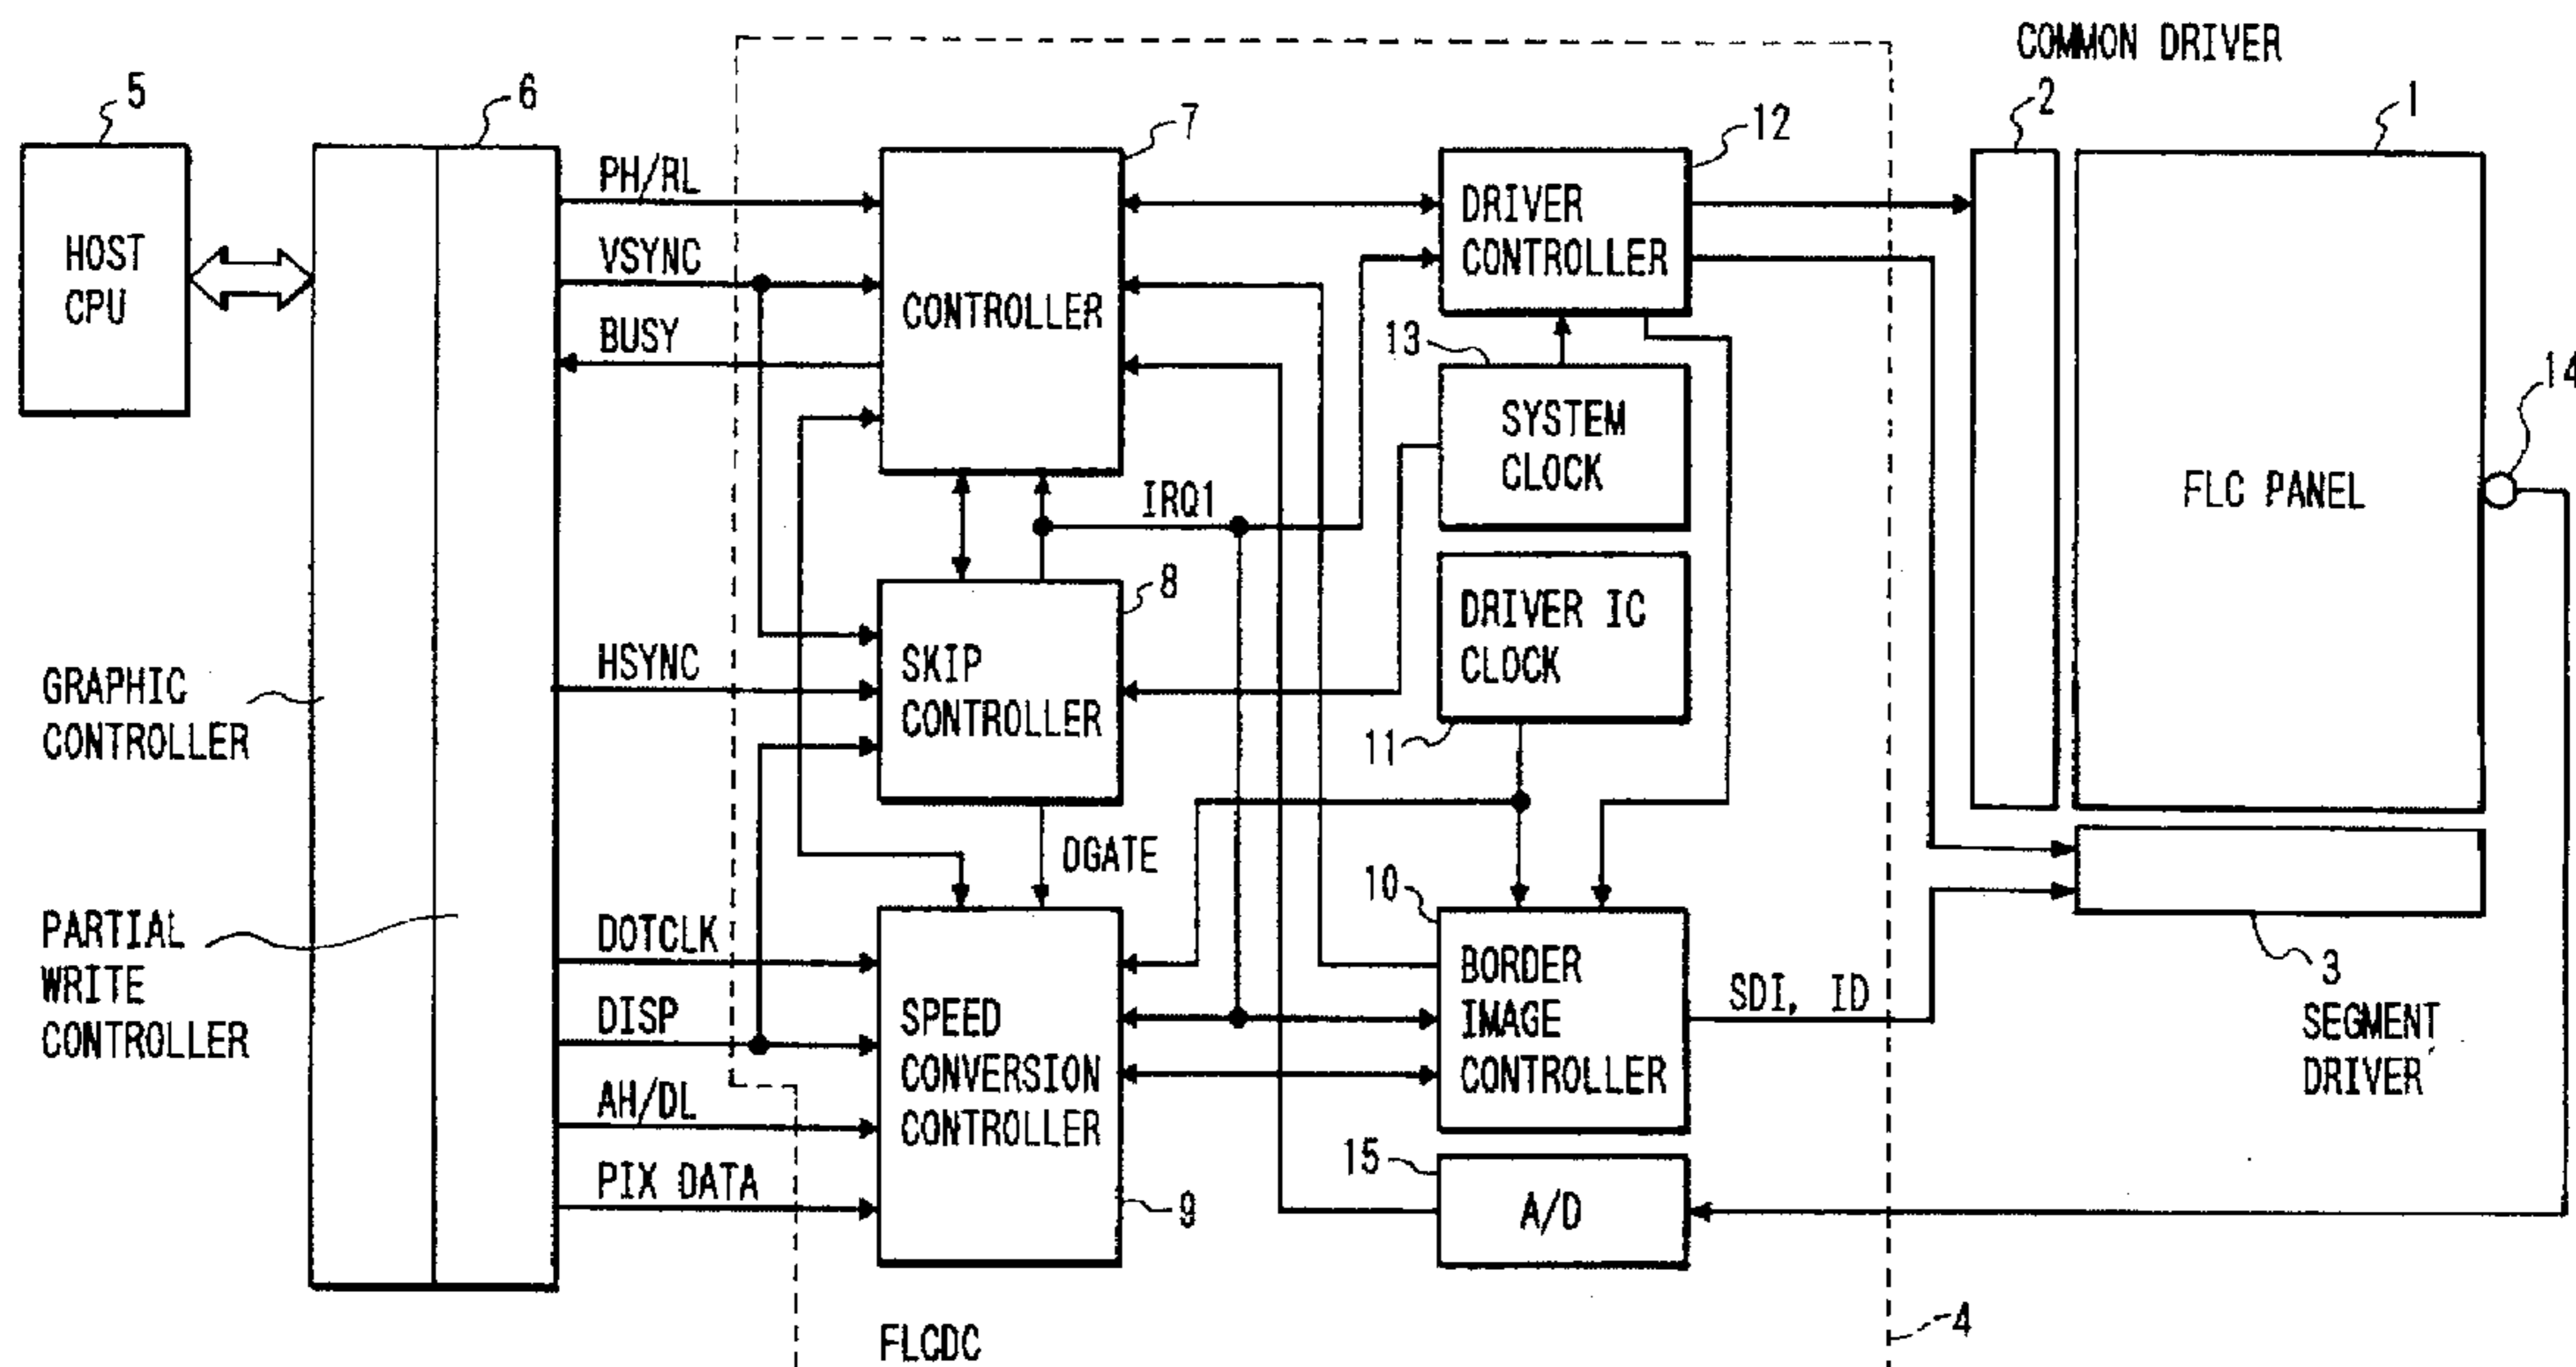 COMMON DRIVER
5
6
7
12
2
1
HOST
CPU
PH/RL
VSYNC
BUSY
CONTROLLER
DRIVER
CONTROLLER
13
SYSTEM
CLOCK
FLC PANEL
14
IRQ1
8
HSYNC
SKIP
CONTROLLER
DRIVER IC
CLOCK
11
GRAPHIC
CONTROLLER
DGATE
10
PARTIAL
WRITE
CONTROLLER
DOTCLK
DISP
AH/DL
PIX DATA
SPEED
CONVERSION
CONTROLLER
9
BORDER
IMAGE
CONTROLLER
SDI, ID
3
SEGMENT
DRIVER
15
A/D
FLCDC
4